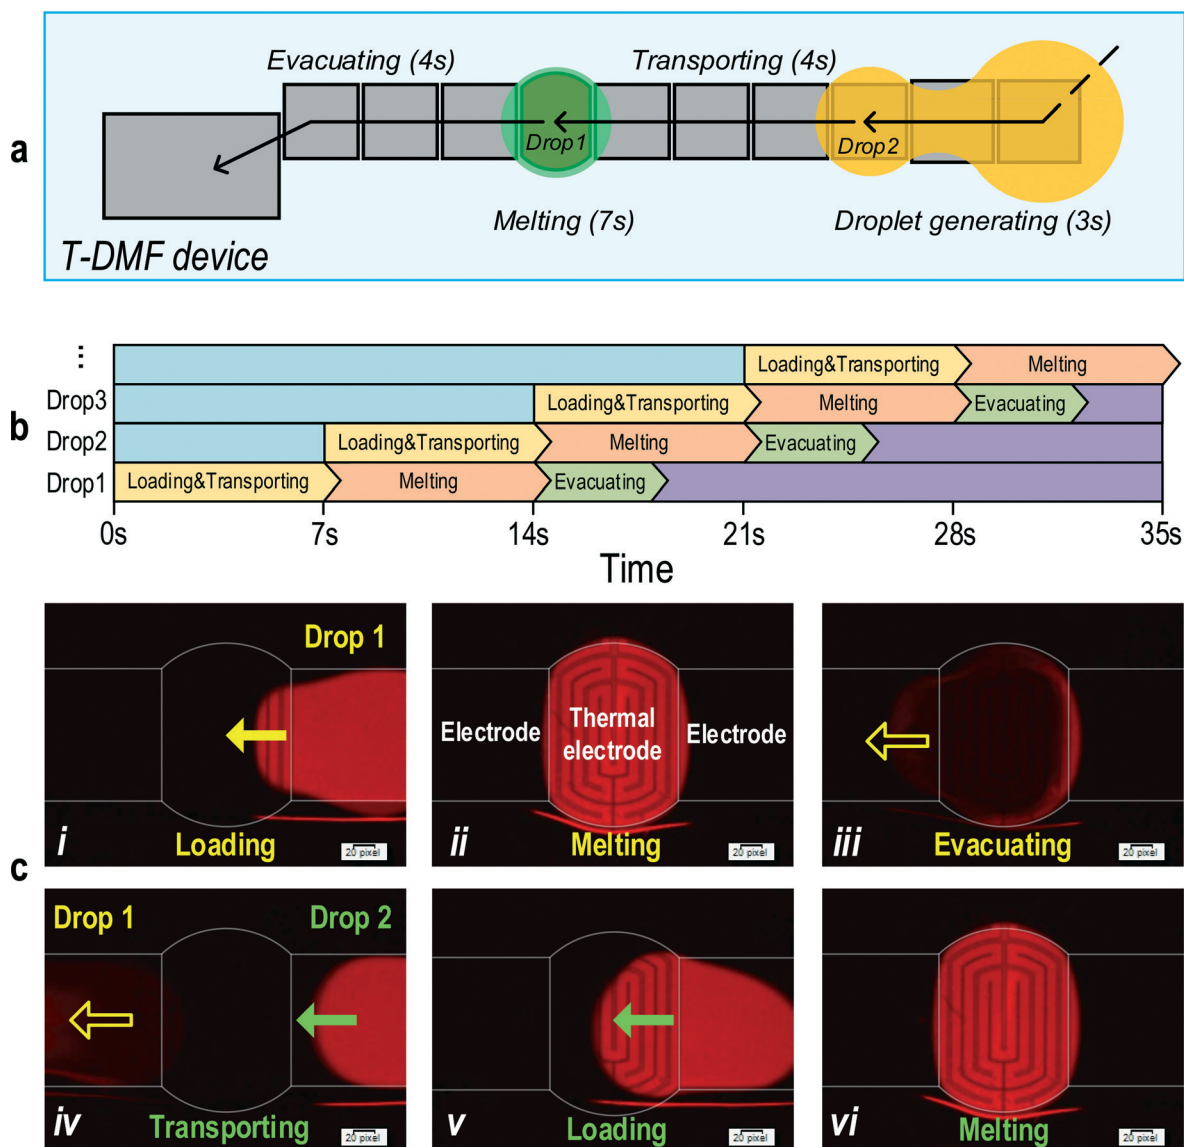 a
Evacuating (4s)
Transporting (4s)
Drop1
Drop2
Melting (7s)
Droplet generating (3s)
T-DMF device
b
⋮
Loading&Transporting
Melting
Drop3
Loading&Transporting
Melting
Evacuating
Drop2
Loading&Transporting
Melting
Evacuating
Drop1
Loading&Transporting
Melting
Evacuating
0s
7s
14s
21s
28s
35s
Time
c
Drop 1
i
Loading
20 pixel
Electrode
Thermal
electrode
Electrode
ii
Melting
20 pixel
iii
Evacuating
20 pixel
Drop 1
Drop 2
iv
Transporting
20 pixel
v
Loading
20 pixel
vi
Melting
20 pixel